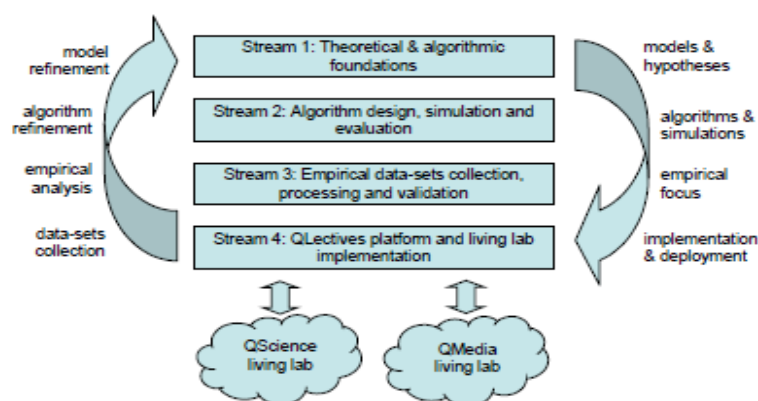 model
refinement
algorithm
refinement
empirical
analysis
data-sets
collection
Stream 1: Theoretical & algorithmic
foundations
Stream 2: Algorithm design, simulation and
evaluation
Stream 3: Empirical data-sets collection,
processing and validation
Stream 4: QLectives platform and living lab
implementation
models &
hypotheses
algorithms &
simulations
empirical
focus
implementation
& deployment
QScience
living lab
QMedia
living lab